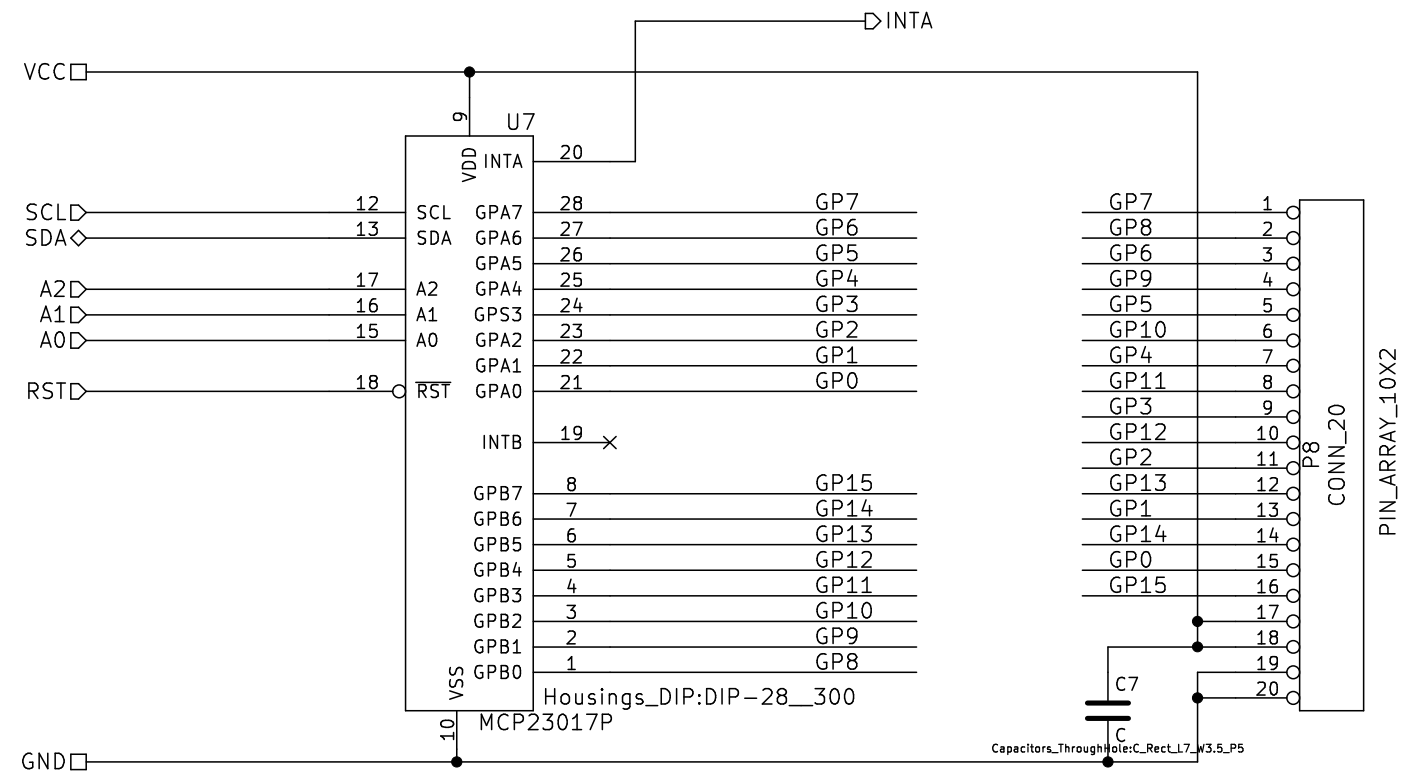 INTA
VCC
9
U7
VDD
INTA
20
SCL
12
SCL
GPA7
28
GP7
GP7
1
SDA
13
SDA
GPA6
27
GP6
GP8
2
GPA5
26
GP5
GP6
3
A2
17
A2
GPA4
25
GP4
GP9
4
A1
16
A1
GPS3
24
GP3
GP5
5
A0
15
A0
GPA2
23
GP2
GP10
6
GPA1
22
GP1
GP4
7
RST
18
RST
GPA0
21
GP0
GP11
8
GP3
9
INTB
19
GP12
10
GP2
11
P8
CONN_20
PIN_ARRAY_10X2
GPB7
8
GP15
GP13
12
GPB6
7
GP14
GP1
13
GPB5
6
GP13
GP14
14
GPB4
5
GP12
GP0
15
GPB3
4
GP11
GP15
16
GPB2
3
GP10
17
GPB1
2
GP9
18
GPB0
1
GP8
19
VSS
20
C7
Housings_DIP:DIP-28__300
10
MCP23017P
C
Capacitors_ThroughHole:C_Rect_L7_W3.5_P5
GND